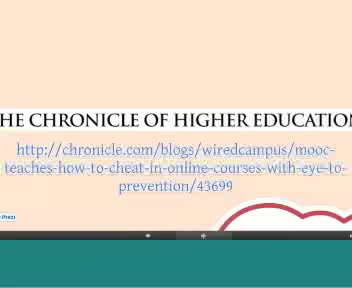 HE CHRONICLE OF HIGHER EDUCATION
http://chronicle.com/blogs/wiredcampus/mooc-
teaches-how-to-cheat-in-online-courses-with-eye-to-
prevention/43699
Prezi